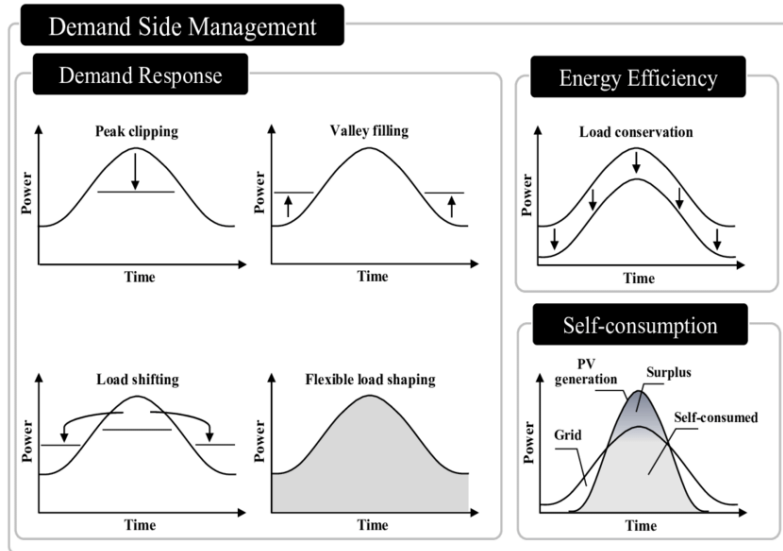 Demand Side Management
Demand Response
Peak clipping
Power
Time
Valley filling
Power
Time
Load shifting
Power
Time
Flexible load shaping
Power
Time
Energy Efficiency
Load conservation
Power
Time
Self-consumption
PV
generation
Surplus
Self-consumed
Grid
Power
Time